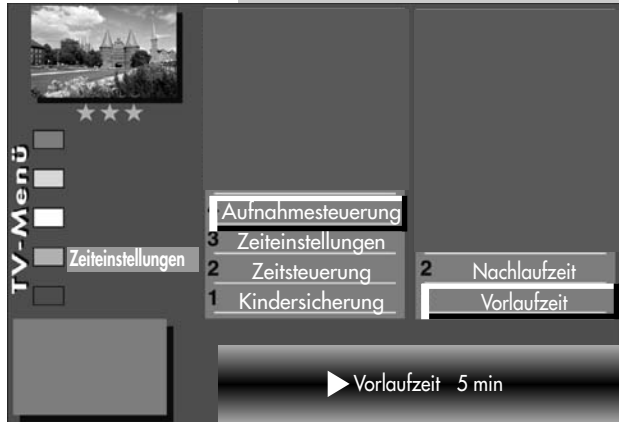 TV-Menü
Zeiteinstellungen
Aufnahmesteuerung
3 Zeiteinstellungen
2 Zeitsteuerung
1 Kindersicherung
2 Nachlaufzeit
Vorlaufzeit
Vorlaufzeit 5 min